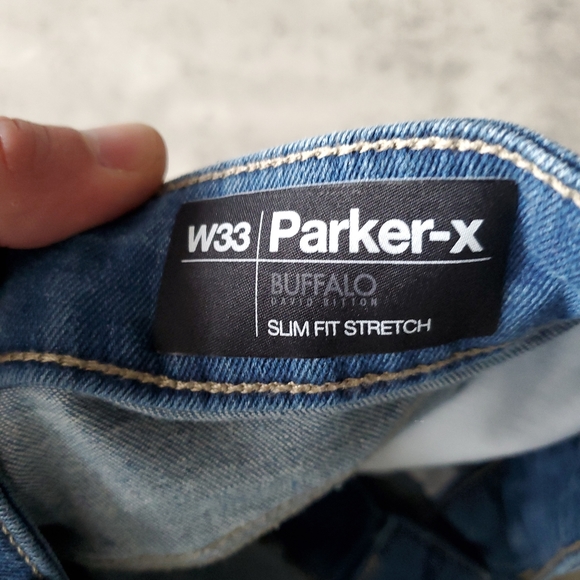 W33 Parker-x
BUFFALO
DAVID BITTON
SLIM FIT STRETCH